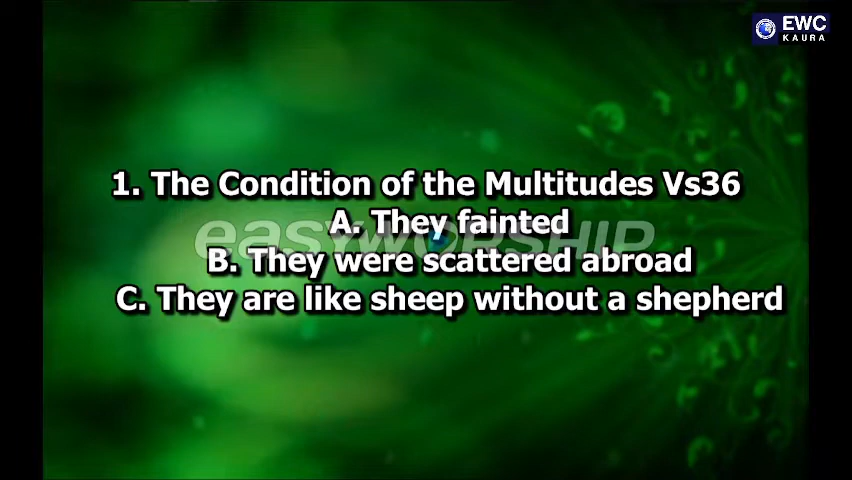 EWC
KAURA
1. The Condition of the Multitudes Vs36
A. They fainted
easyworship
B. They were scattered abroad
C. They are like sheep without a shepherd